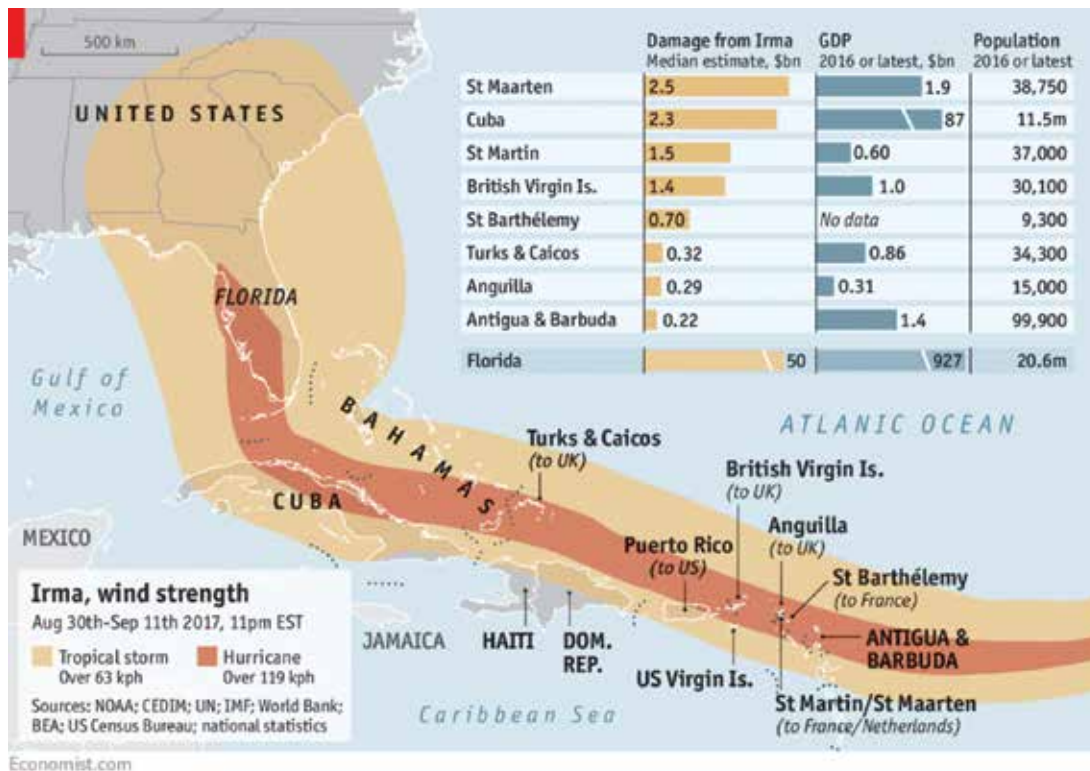 500 km
UNITED STATES
Damage from Irma
Median estimate, $bn
GDP
2016 or latest, $bn
Population
2016 or latest
St Maarten 2.5 1.9 38,750
Cuba 2.3 87 11.5m
St Martin 1.5 0.60 37,000
British Virgin Is. 1.4 1.0 30,100
St Barthélemy 0.70 No data 9,300
Turks & Caicos 0.32 0.86 34,300
Anguilla 0.29 0.31 15,000
Antigua & Barbuda 0.22 1.4 99,900
Florida 50 927 20.6m
FLORIDA
Gulf of
Mexico
BAHAMAS
ATLANIC OCEAN
Turks & Caicos
(to UK)
British Virgin Is.
(to UK)
CUBA
MEXICO
Puerto Rico
(to US)
Anguilla
(to UK)
St Barthélemy
(to France)
JAMAICA
HAITI
DOM.
REP.
ANTIGUA &
BARBUDA
US Virgin Is.
St Martin/St Maarten
(to France/Netherlands)
Caribbean Sea
Irma, wind strength
Aug 30th-Sep 11th 2017, 11pm EST
Tropical storm
Over 63 kph
Hurricane
Over 119 kph
Sources: NOAA; CEDIM; UN; IMF; World Bank;
BEA; US Census Bureau; national statistics
Economist.com